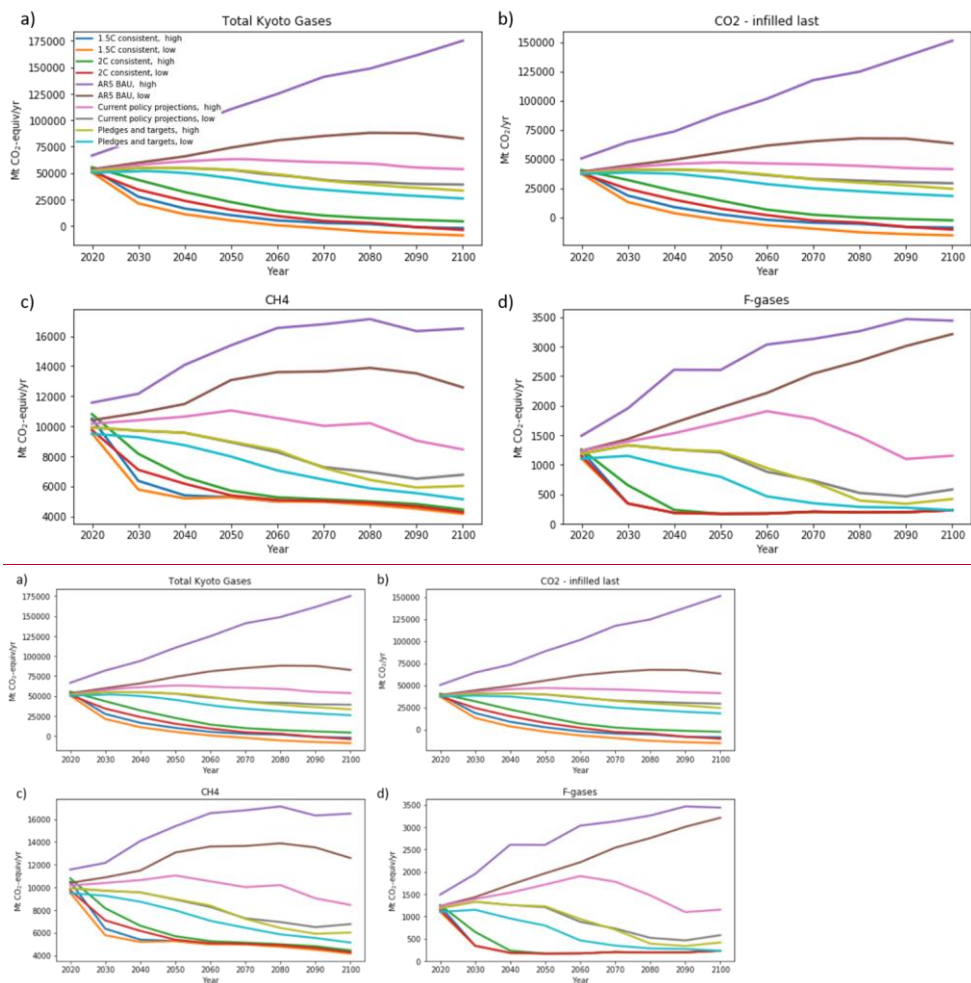 a)
Total Kyoto Gases
175000
150000
125000
100000
75000
50000
25000
0
Mt CO₂-equiv/yr
1.5C consistent, high
1.5C consistent, low
2C consistent, high
2C consistent, low
AR5 BAU, high
AR5 BAU, low
Current policy projections, high
Current policy projections, low
Pledges and targets, high
Pledges and targets, low
2020 2030 2040 2050 2060 2070 2080 2090 2100
Year
b)
CO2 - infilled last
150000
125000
100000
75000
50000
25000
0
Mt CO₂/yr
2020 2030 2040 2050 2060 2070 2080 2090 2100
Year
c)
CH4
16000
14000
12000
10000
8000
6000
4000
Mt CO₂-equiv/yr
2020 2030 2040 2050 2060 2070 2080 2090 2100
Year
d)
F-gases
3500
3000
2500
2000
1500
1000
500
0
Mt CO₂-equiv/yr
2020 2030 2040 2050 2060 2070 2080 2090 2100
Year
a)
Total Kyoto Gases
175000
150000
125000
100000
75000
50000
25000
0
Mt CO₂-equiv/yr
2020 2030 2040 2050 2060 2070 2080 2090 2100
Year
b)
CO2 - infilled last
150000
125000
100000
75000
50000
25000
0
Mt CO₂/yr
2020 2030 2040 2050 2060 2070 2080 2090 2100
Year
c)
CH4
16000
14000
12000
10000
8000
6000
4000
Mt CO₂-equiv/yr
2020 2030 2040 2050 2060 2070 2080 2090 2100
Year
d)
F-gases
3500
3000
2500
2000
1500
1000
500
0
Mt CO₂-equiv/yr
2020 2030 2040 2050 2060 2070 2080 2090 2100
Year